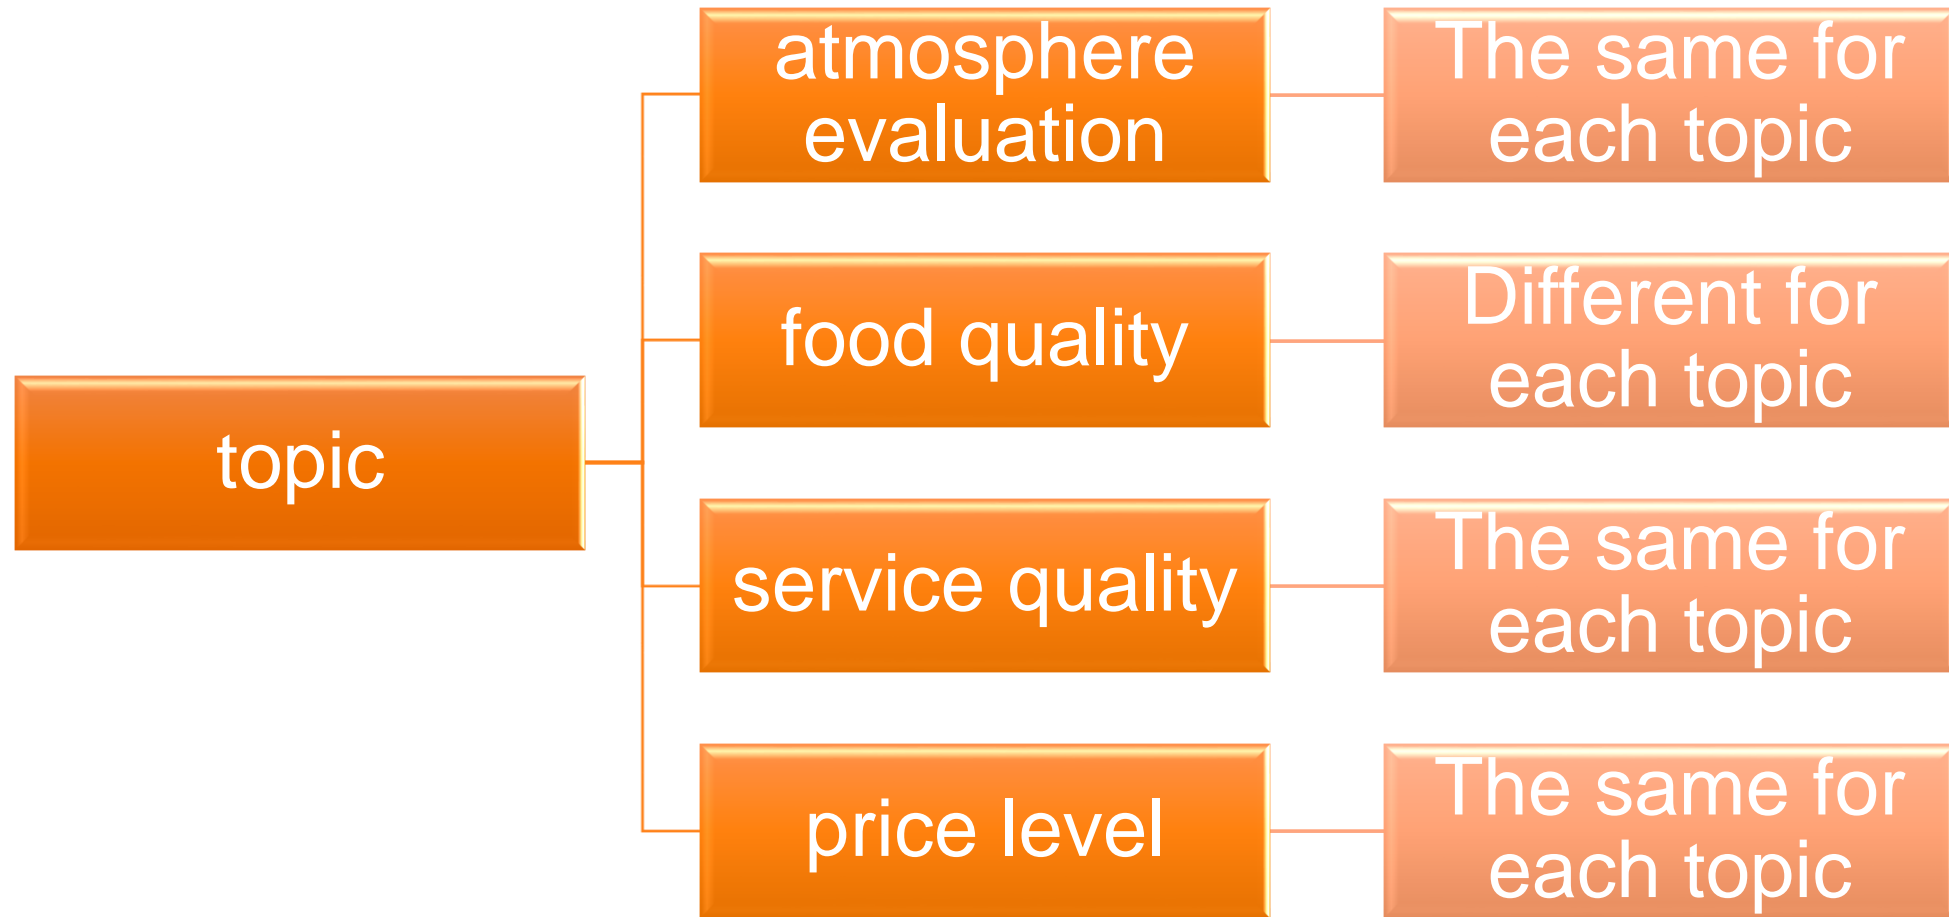 topic
atmosphere
evaluation
The same for
each topic
food quality
Different for
each topic
service quality
The same for
each topic
price level
The same for
each topic